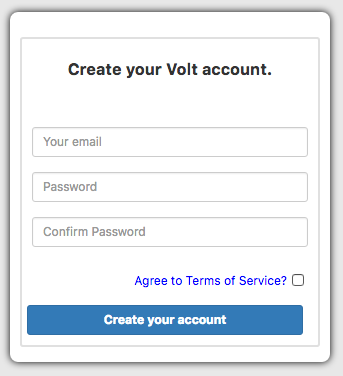 Create your Volt account.
Your email
Password
Confirm Password
Agree to Terms of Service?
Create your account